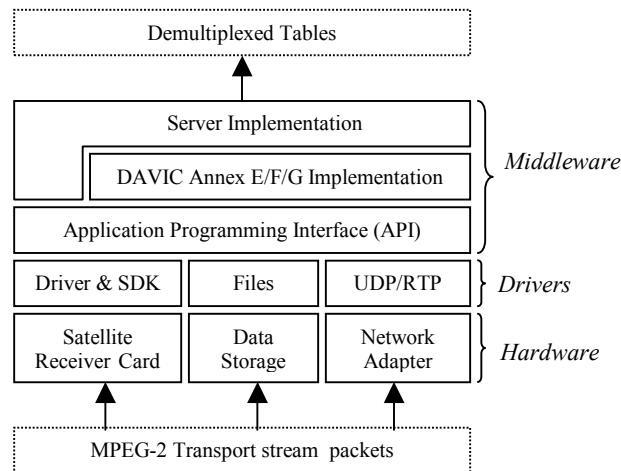 Demultiplexed Tables
Server Implementation
DAVIC Annex E/F/G Implementation
Middleware
Application Programming Interface (API)
Driver & SDK
Files
UDP/RTP
Drivers
Satellite
Receiver Card
Data
Storage
Network
Adapter
Hardware
MPEG-2 Transport stream packets